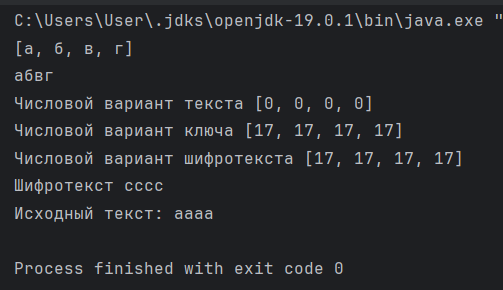 C:\Users\User\.jdks\openjdk-19.0.1\bin\java.exe "
[а, б, в, г]
абвг
Числовой вариант текста [0, 0, 0, 0]
Числовой вариант ключа [17, 17, 17, 17]
Числовой вариант шифротекста [17, 17, 17, 17]
Шифротекст сссс
Исходный текст: аааа
Process finished with exit code 0